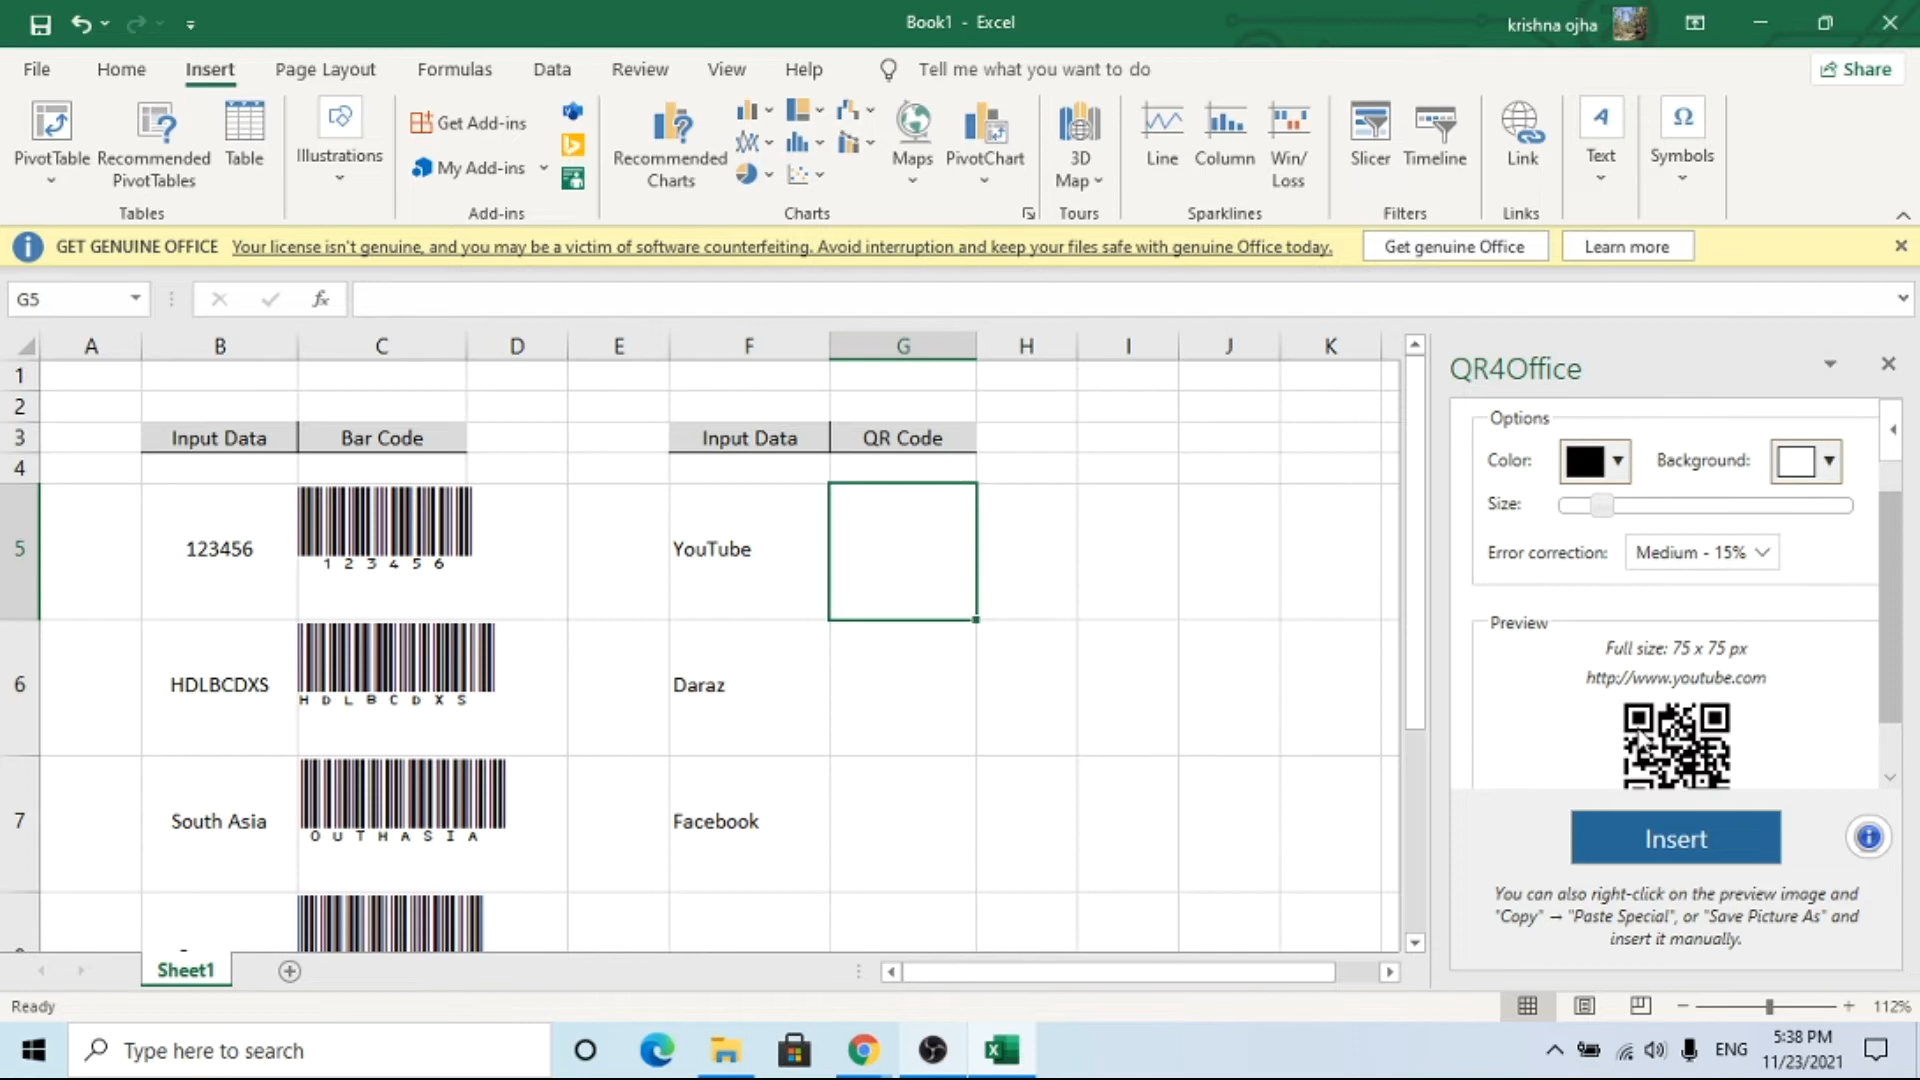 Book1 - Excel
krishna ojha
File Home Insert Page Layout Formulas Data Review View Help Tell me what you want to do Share
PivotTable
Recommended PivotTables
Table
Illustrations
Get Add-ins
My Add-ins
Recommended Charts
Maps
PivotChart
3D Map
Line
Column
Win/ Loss
Slicer
Timeline
Link
Text
Symbols
Tables
Add-ins
Charts
Tours
Sparklines
Filters
Links
GET GENUINE OFFICE Your license isn't genuine, and you may be a victim of software counterfeiting. Avoid interruption and keep your files safe with genuine Office today. Get genuine Office Learn more
G5
fx
A B C D E F G H I J K
1
2
3 Input Data Bar Code Input Data QR Code
4
5 123456 YouTube
1 2 3 4 5 6
6 HDLBCDXS Daraz
H D L B C D X S
7 South Asia Facebook
O U T H A S I A
QR4Office
Options
Color: Background:
Size:
Error correction: Medium - 15%
Preview
Full size: 75 x 75 px
http://www.youtube.com
Insert
You can also right-click on the preview image and
"Copy" → "Paste Special", or "Save Picture As" and
insert it manually.
Sheet1
Ready
112%
Type here to search
ENG
5:38 PM
11/23/2021